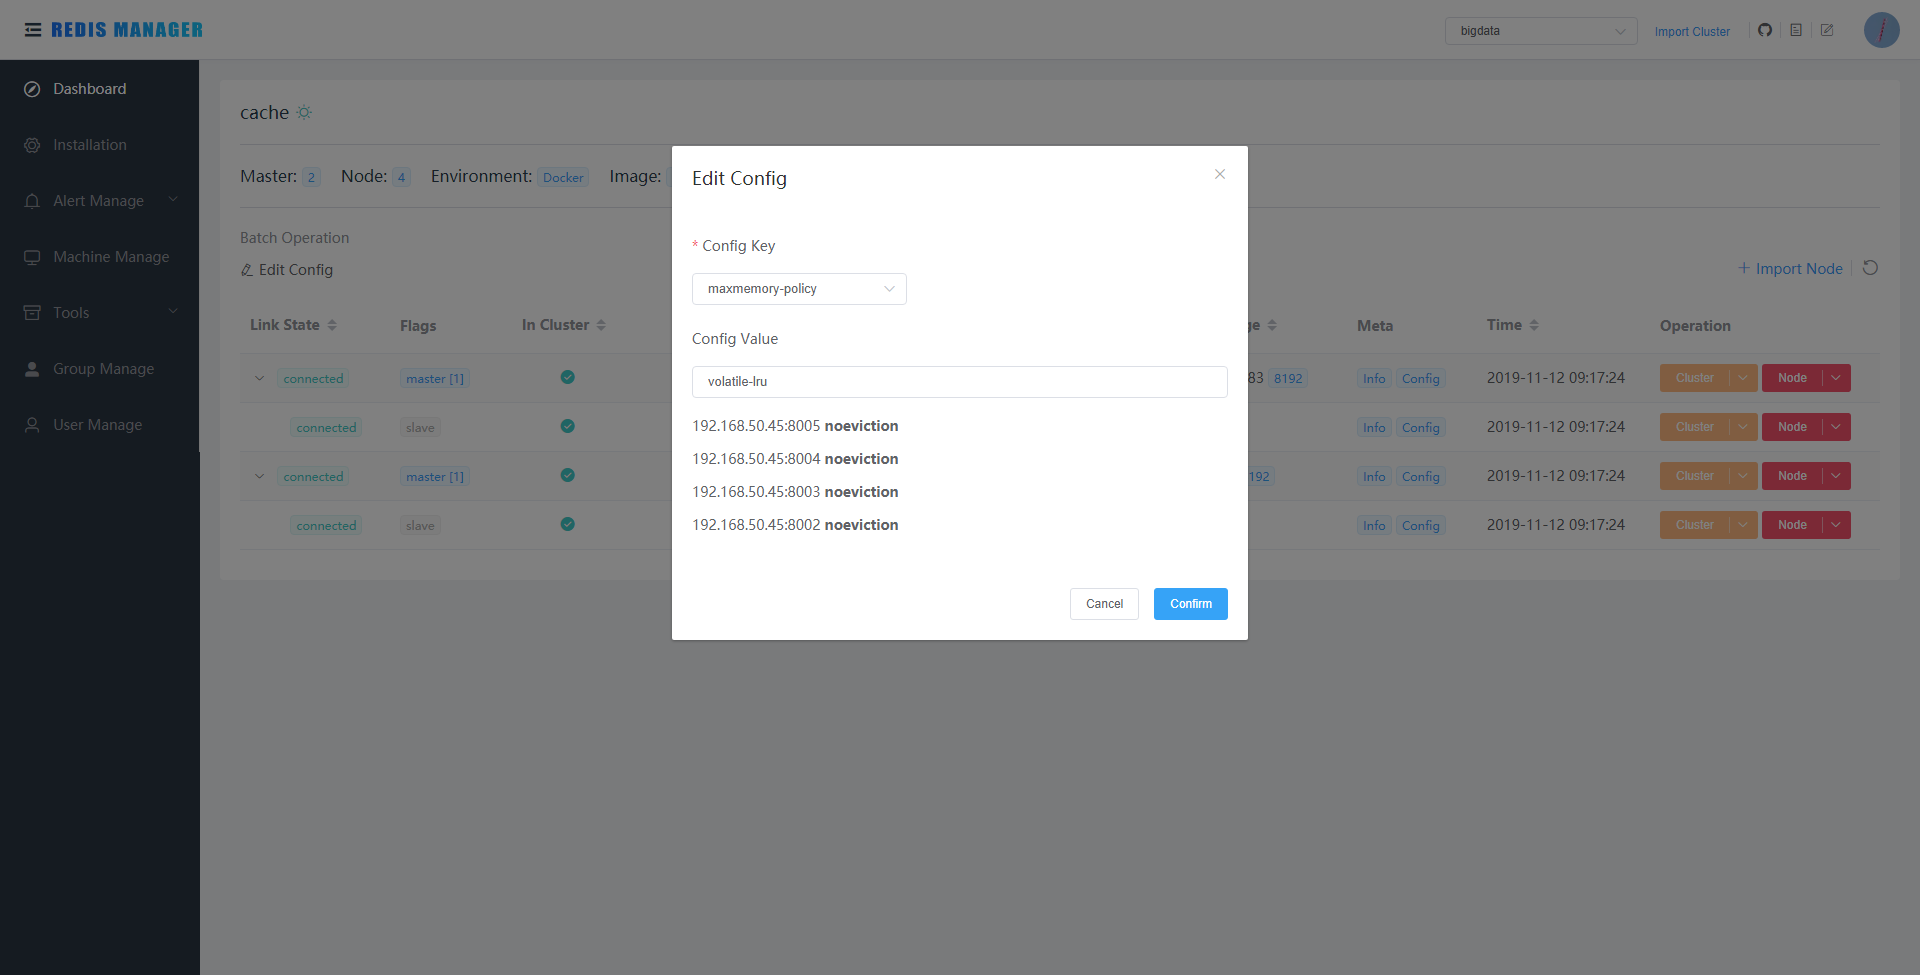 REDIS MANAGER
bigdata
Import Cluster
Dashboard
Installation
Alert Manage
Machine Manage
Tools
Group Manage
User Manage
cache
Master: 2 Node: 4 Environment: Docker Image:
Batch Operation
Edit Config
Import Node
Link State Flags In Cluster Meta Time Operation
connected master [1] 83 8192 Info Config 2019-11-12 09:17:24 Cluster Node
connected slave Info Config 2019-11-12 09:17:24 Cluster Node
connected master [1] 192 Info Config 2019-11-12 09:17:24 Cluster Node
connected slave Info Config 2019-11-12 09:17:24 Cluster Node
Edit Config
* Config Key
maxmemory-policy
Config Value
volatile-lru
192.168.50.45:8005 noeviction
192.168.50.45:8004 noeviction
192.168.50.45:8003 noeviction
192.168.50.45:8002 noeviction
Cancel Confirm